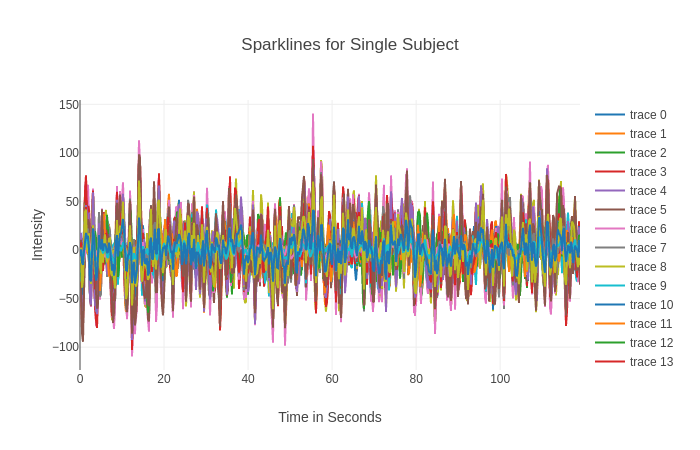 Sparklines for Single Subject
150
100
50
0
−50
−100
0
20
40
60
80
100
Intensity
Time in Seconds
trace 0
trace 1
trace 2
trace 3
trace 4
trace 5
trace 6
trace 7
trace 8
trace 9
trace 10
trace 11
trace 12
trace 13